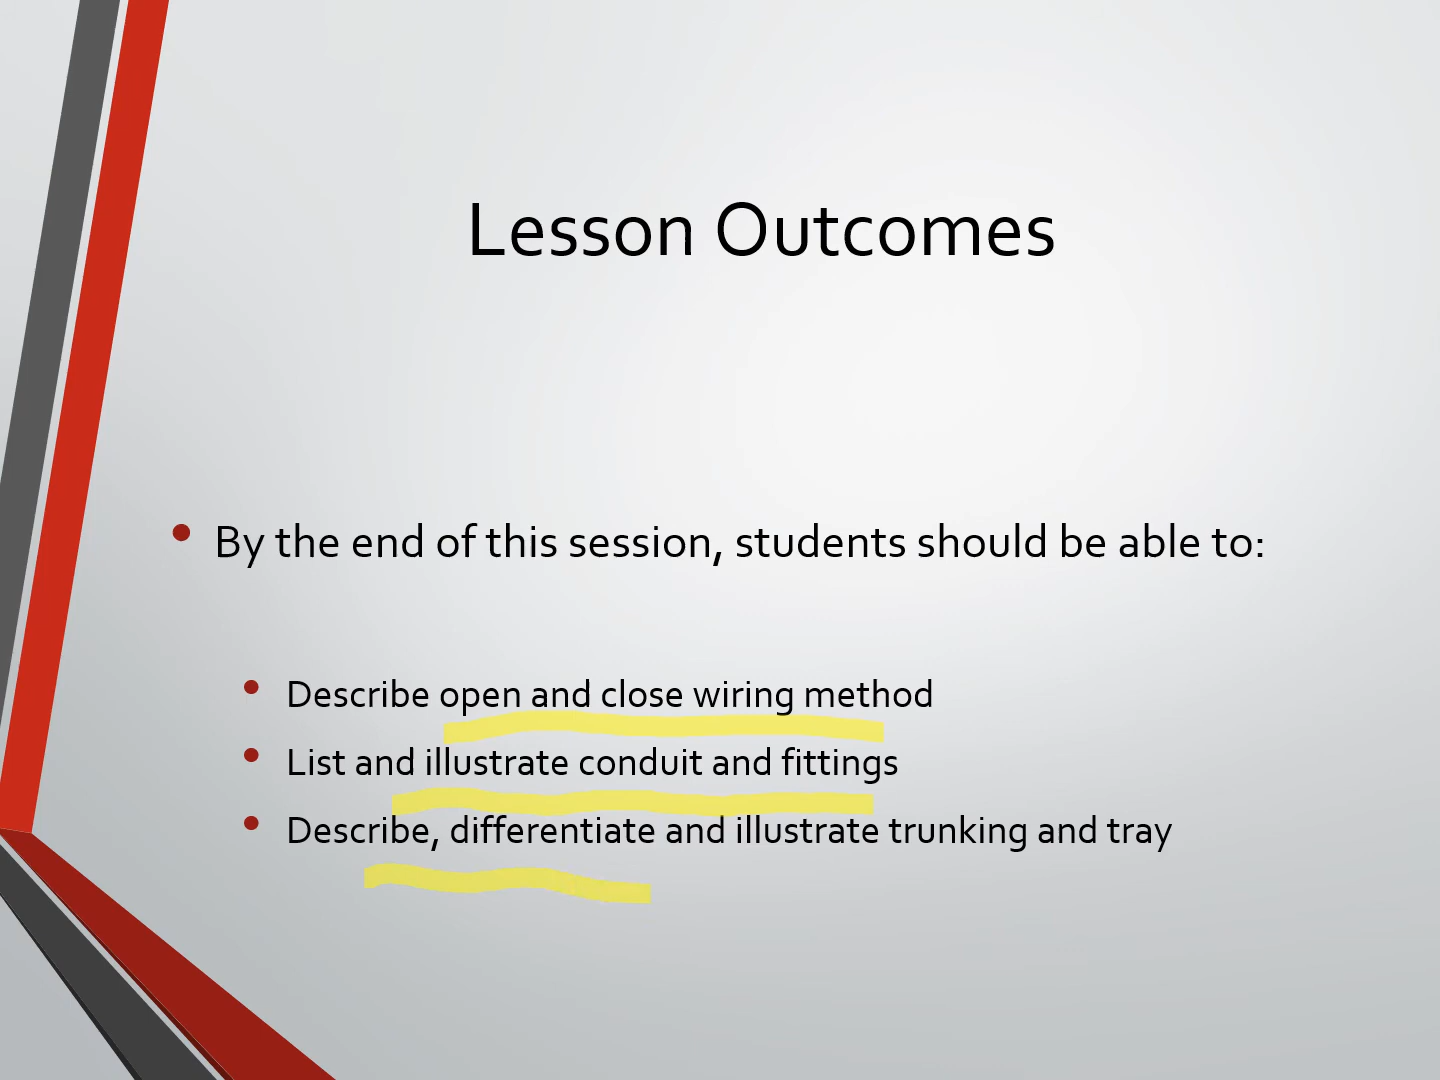 Lesson Outcomes
By the end of this session, students should be able to:
Describe open and close wiring method
List and illustrate conduit and fittings
Describe, differentiate and illustrate trunking and tray